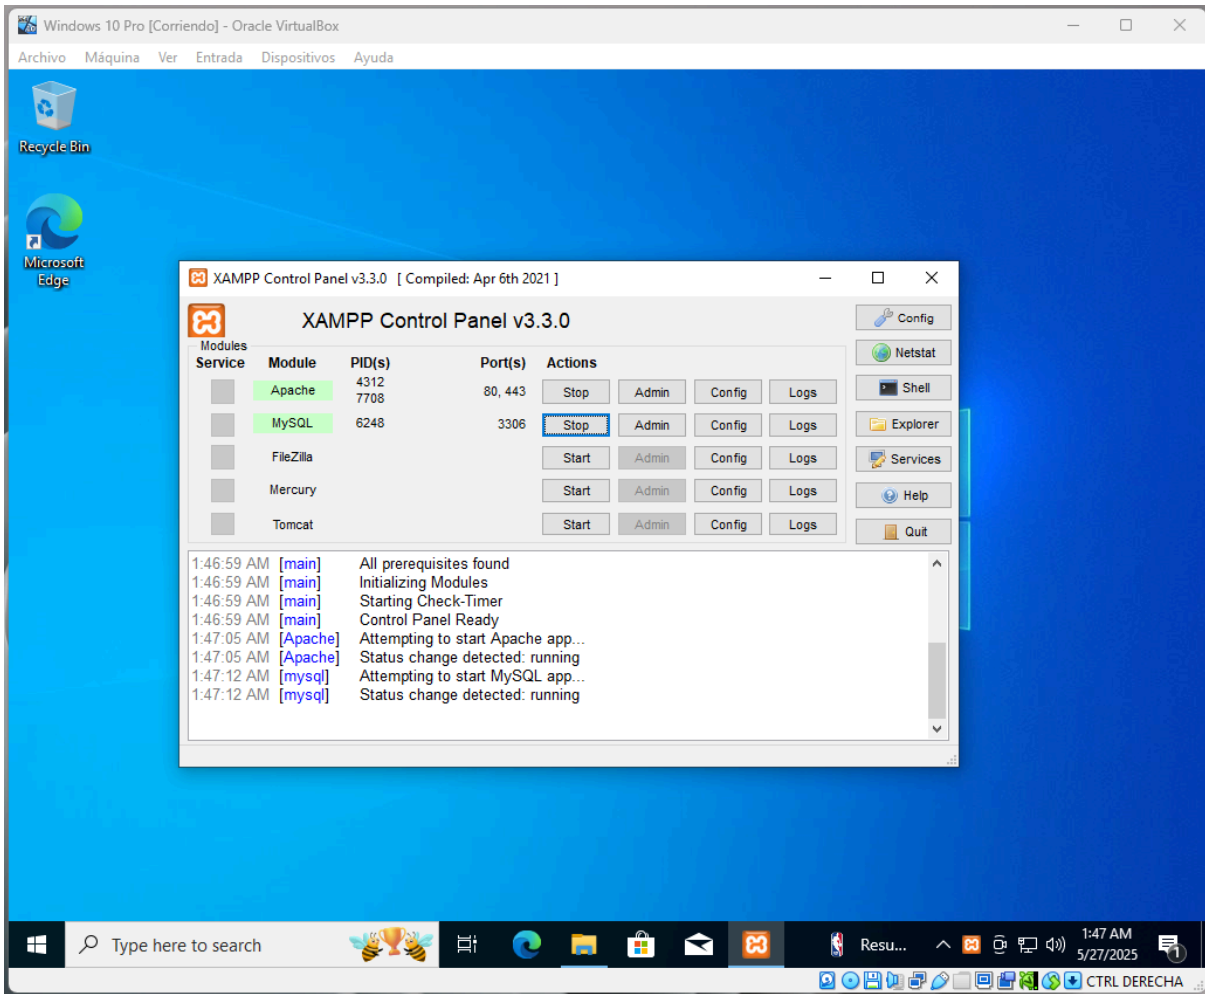 Windows 10 Pro [Corriendo] - Oracle VirtualBox
Archivo Máquina Ver Entrada Dispositivos Ayuda
Recycle Bin
Microsoft
Edge
XAMPP Control Panel v3.3.0 [ Compiled: Apr 6th 2021 ]
XAMPP Control Panel v3.3.0
Config
Modules
Service Module PID(s) Port(s) Actions
Netstat
Apache 4312
7708 80, 443 Stop Admin Config Logs
Shell
MySQL 6248 3306 Stop Admin Config Logs
Explorer
FileZilla Start Admin Config Logs
Services
Mercury Start Admin Config Logs
Help
Tomcat Start Admin Config Logs
Quit
1:46:59 AM [main] All prerequisites found
1:46:59 AM [main] Initializing Modules
1:46:59 AM [main] Starting Check-Timer
1:46:59 AM [main] Control Panel Ready
1:47:05 AM [Apache] Attempting to start Apache app...
1:47:05 AM [Apache] Status change detected: running
1:47:12 AM [mysql] Attempting to start MySQL app...
1:47:12 AM [mysql] Status change detected: running
Type here to search
Resu...
1:47 AM
5/27/2025
1
CTRL DERECHA